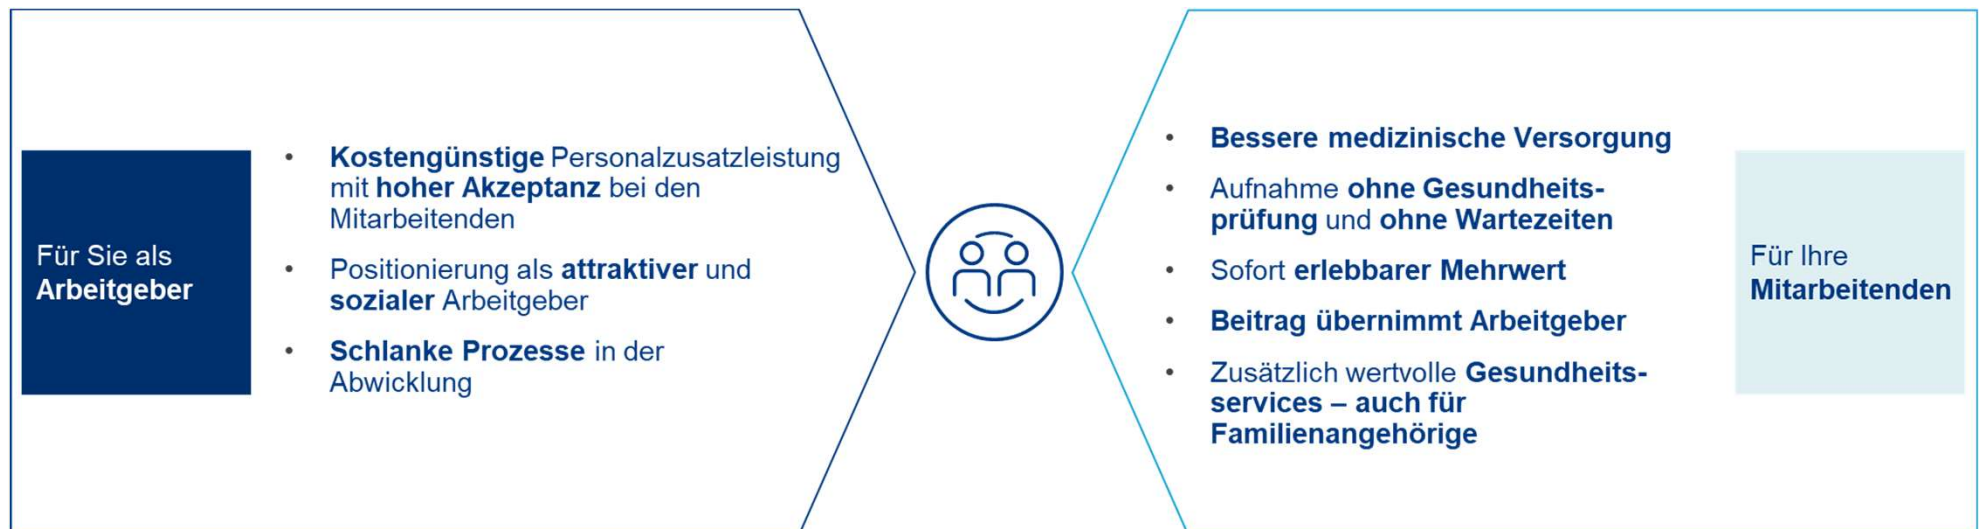 Für Sie als
Arbeitgeber
• Kostengünstige Personalzusatzleistung
mit hoher Akzeptanz bei den
Mitarbeitenden
• Positionierung als attraktiver und
sozialer Arbeitgeber
• Schlanke Prozesse in der
Abwicklung
• Bessere medizinische Versorgung
• Aufnahme ohne Gesundheits-
prüfung und ohne Wartezeiten
• Sofort erlebbarer Mehrwert
• Beitrag übernimmt Arbeitgeber
• Zusätzlich wertvolle Gesundheits-
services – auch für
Familienangehörige
Für Ihre
Mitarbeitenden